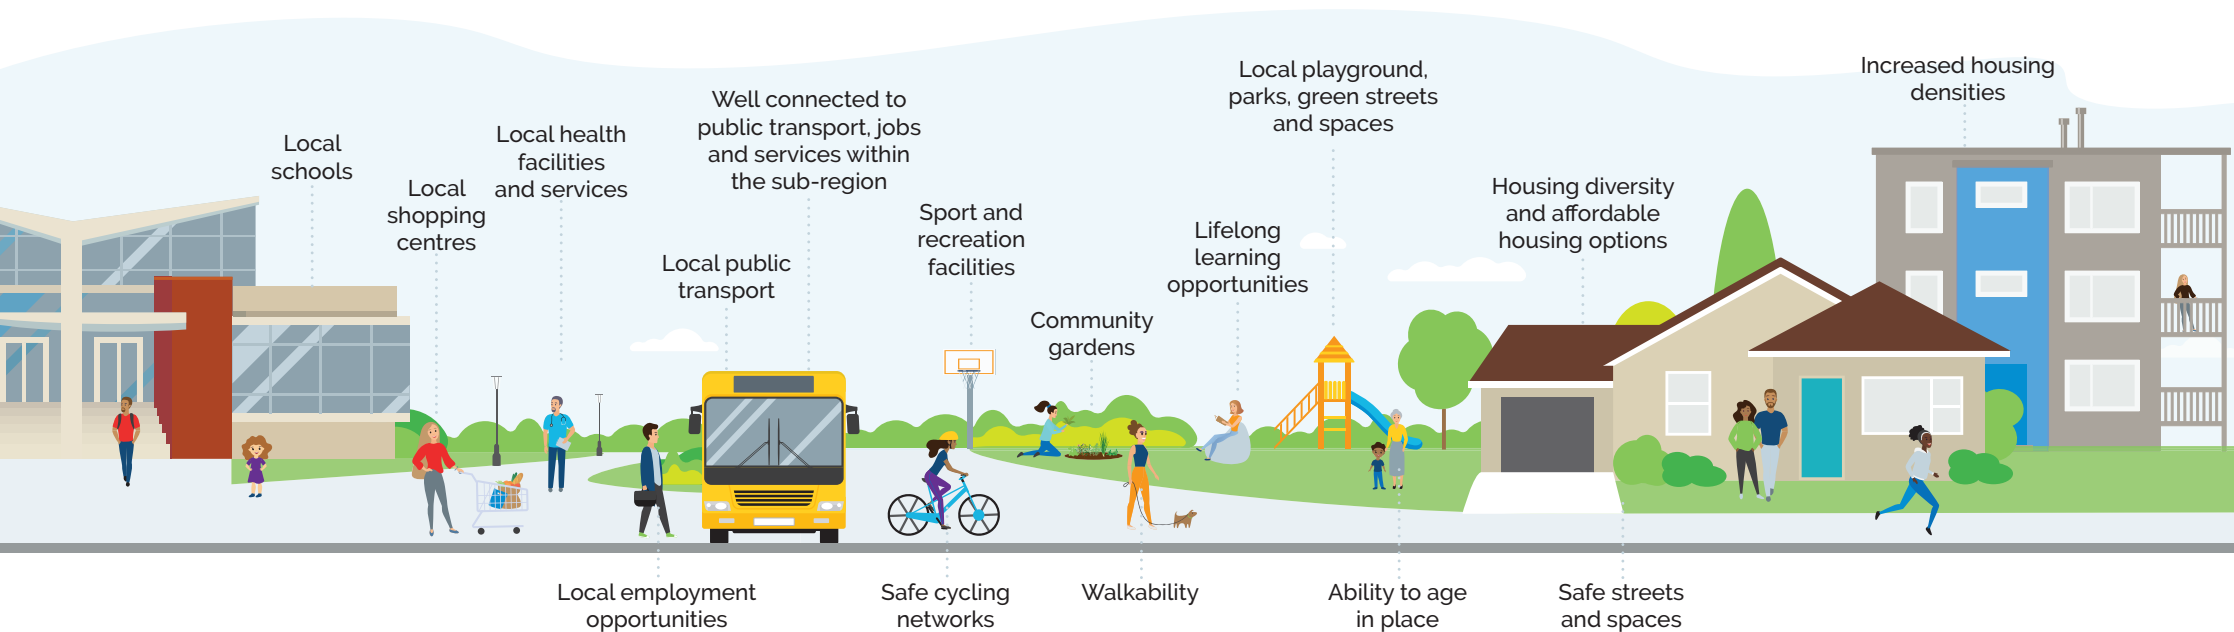 Local
schools
Local
shopping
centres
Local health
facilities
and services
Well connected to
public transport, jobs
and services within
the sub-region
Local public
transport
Sport and
recreation
facilities
Community
gardens
Lifelong
learning
opportunities
Local playground,
parks, green streets
and spaces
Housing diversity
and affordable
housing options
Increased housing
densities
Local employment
opportunities
Safe cycling
networks
Walkability
Ability to age
in place
Safe streets
and spaces